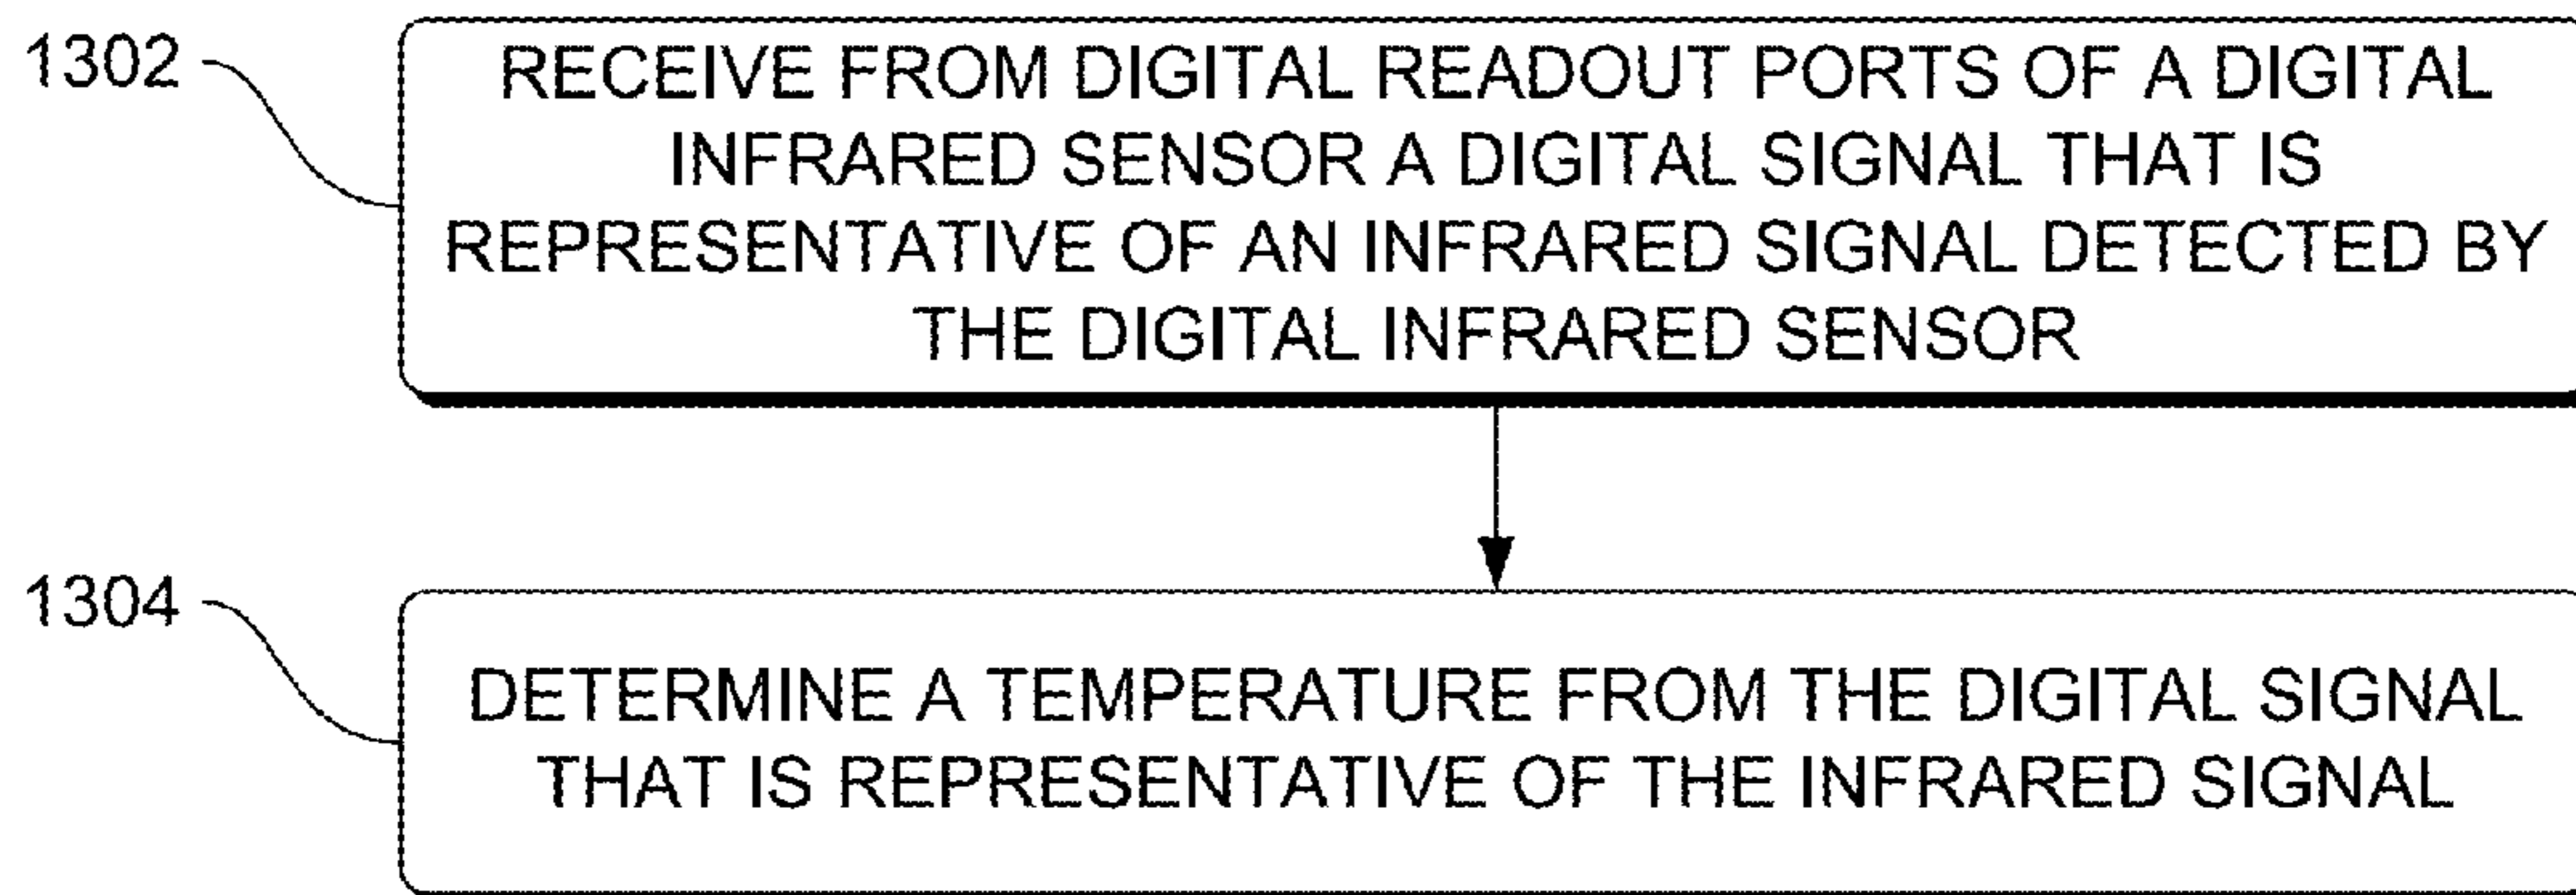 1302
RECEIVE FROM DIGITAL READOUT PORTS OF A DIGITAL
INFRARED SENSOR A DIGITAL SIGNAL THAT IS
REPRESENTATIVE OF AN INFRARED SIGNAL DETECTED BY
THE DIGITAL INFRARED SENSOR
1304
DETERMINE A TEMPERATURE FROM THE DIGITAL SIGNAL
THAT IS REPRESENTATIVE OF THE INFRARED SIGNAL